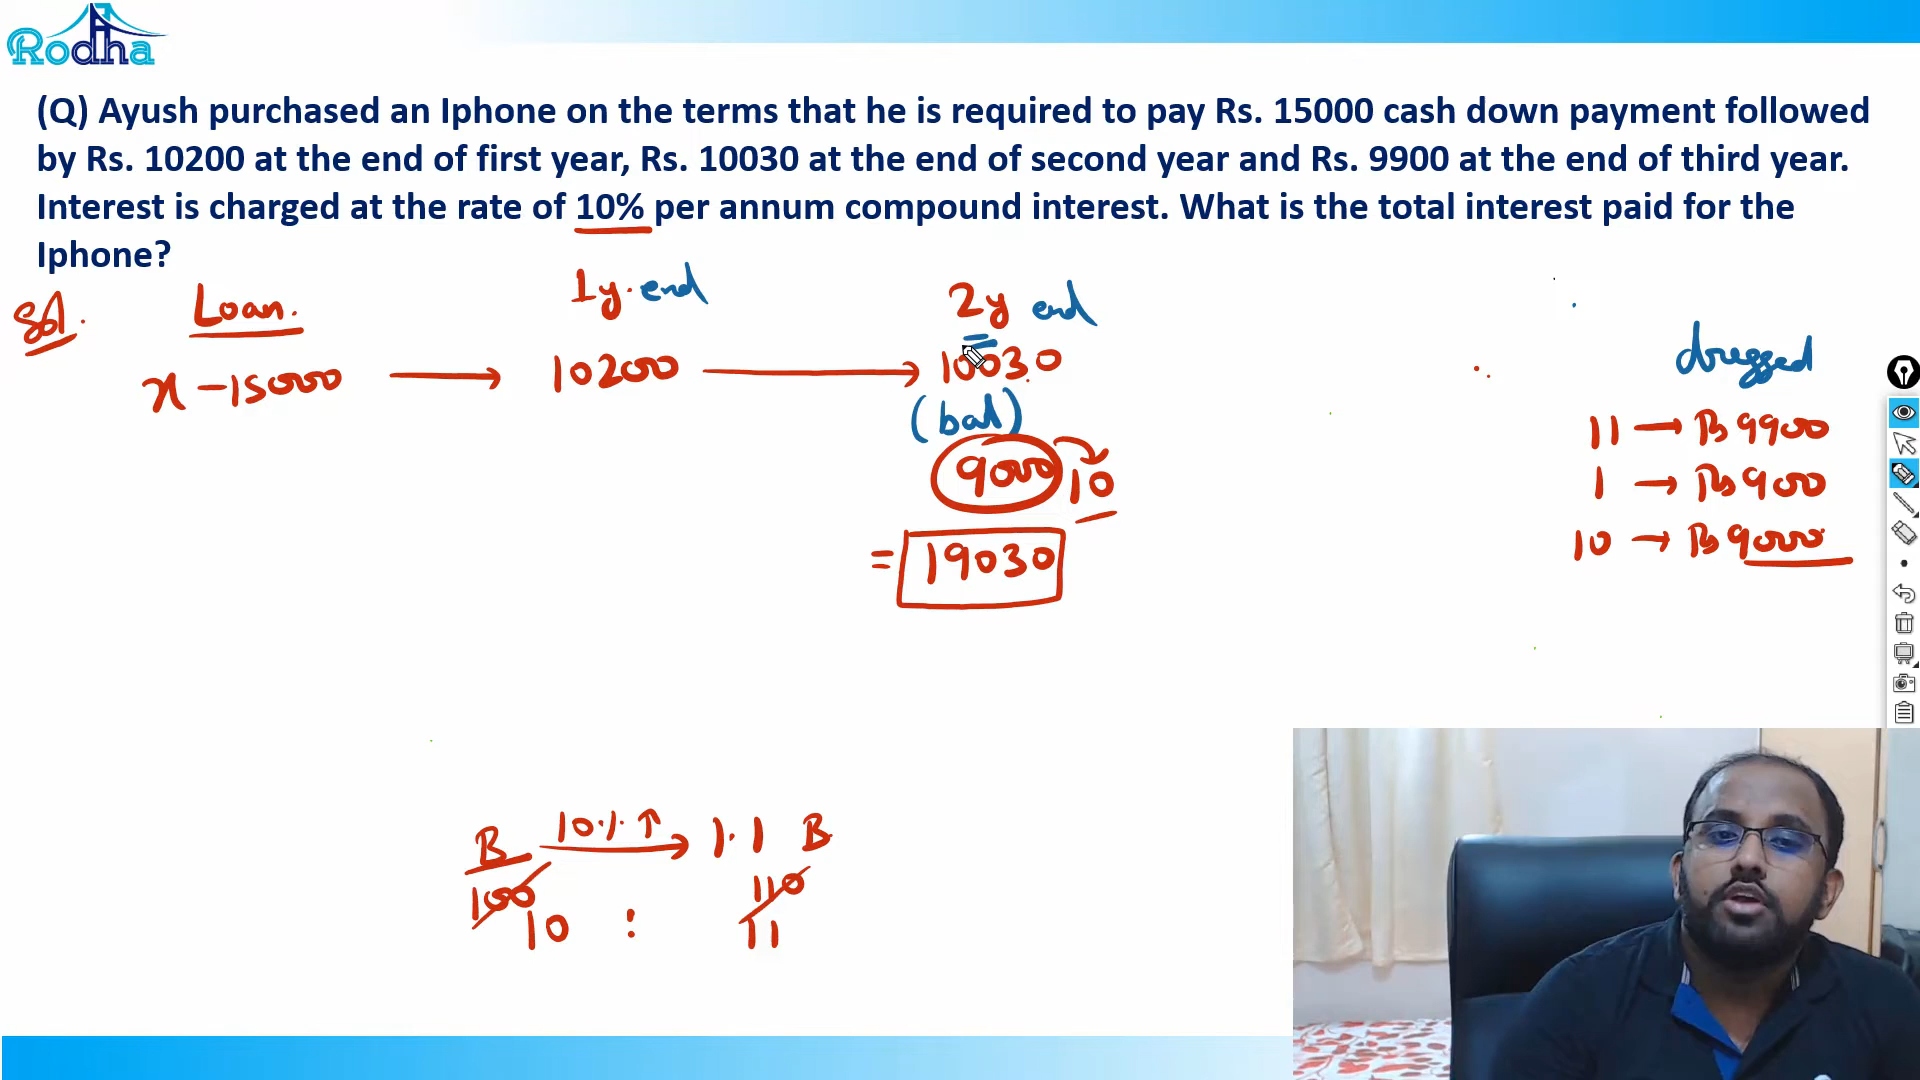 Rodha
(Q) Ayush purchased an Iphone on the terms that he is required to pay Rs. 15000 cash down payment followed
by Rs. 10200 at the end of first year, Rs. 10030 at the end of second year and Rs. 9900 at the end of third year.
Interest is charged at the rate of 10% per annum compound interest. What is the total interest paid for the
Iphone?
Sol. Loan. 1y. end 2y end
x - 15000 → 10200 → 10030
(bal)
9000 10
= 19030
dregged
11 → Rs 9900
1 → Rs 900
10 → Rs 9000
B 10% ↑ → 1.1 B
100 110
10 : 11